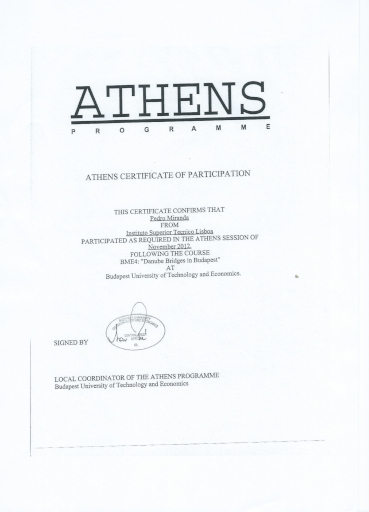 ATHENS
PROGRAMME
ATHENS CERTIFICATE OF PARTICIPATION
THIS CERTIFICATE CONFIRMS THAT
Pedro Miranda
FROM
Instituto Superior Tecnico Lisboa
PARTICIPATED AS REQUIRED IN THE ATHENS SESSION OF
November 2012,
FOLLOWING THE COURSE
BME4: "Danube Bridges in Budapest"
AT
Budapest University of Technology and Economics.
SIGNED BY
LOCAL COORDINATOR OF THE ATHENS PROGRAMME
Budapest University of Technology and Economics